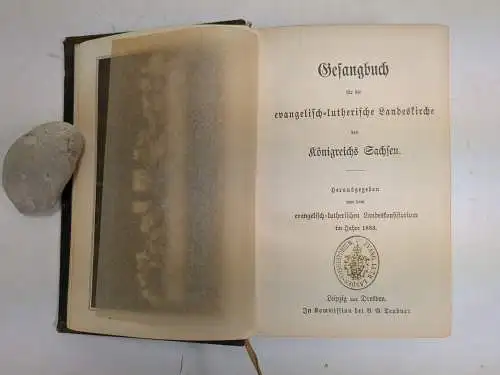 Gesangbuch
für die
evangelisch-lutherische Landeskirche
des
Königreichs Sachsen.
Herausgegeben
von dem
evangelisch-lutherischen Landeskonsistorium
im Jahre 1883.
Leipzig und Dresden.
In Kommission bei B. G. Teubner.